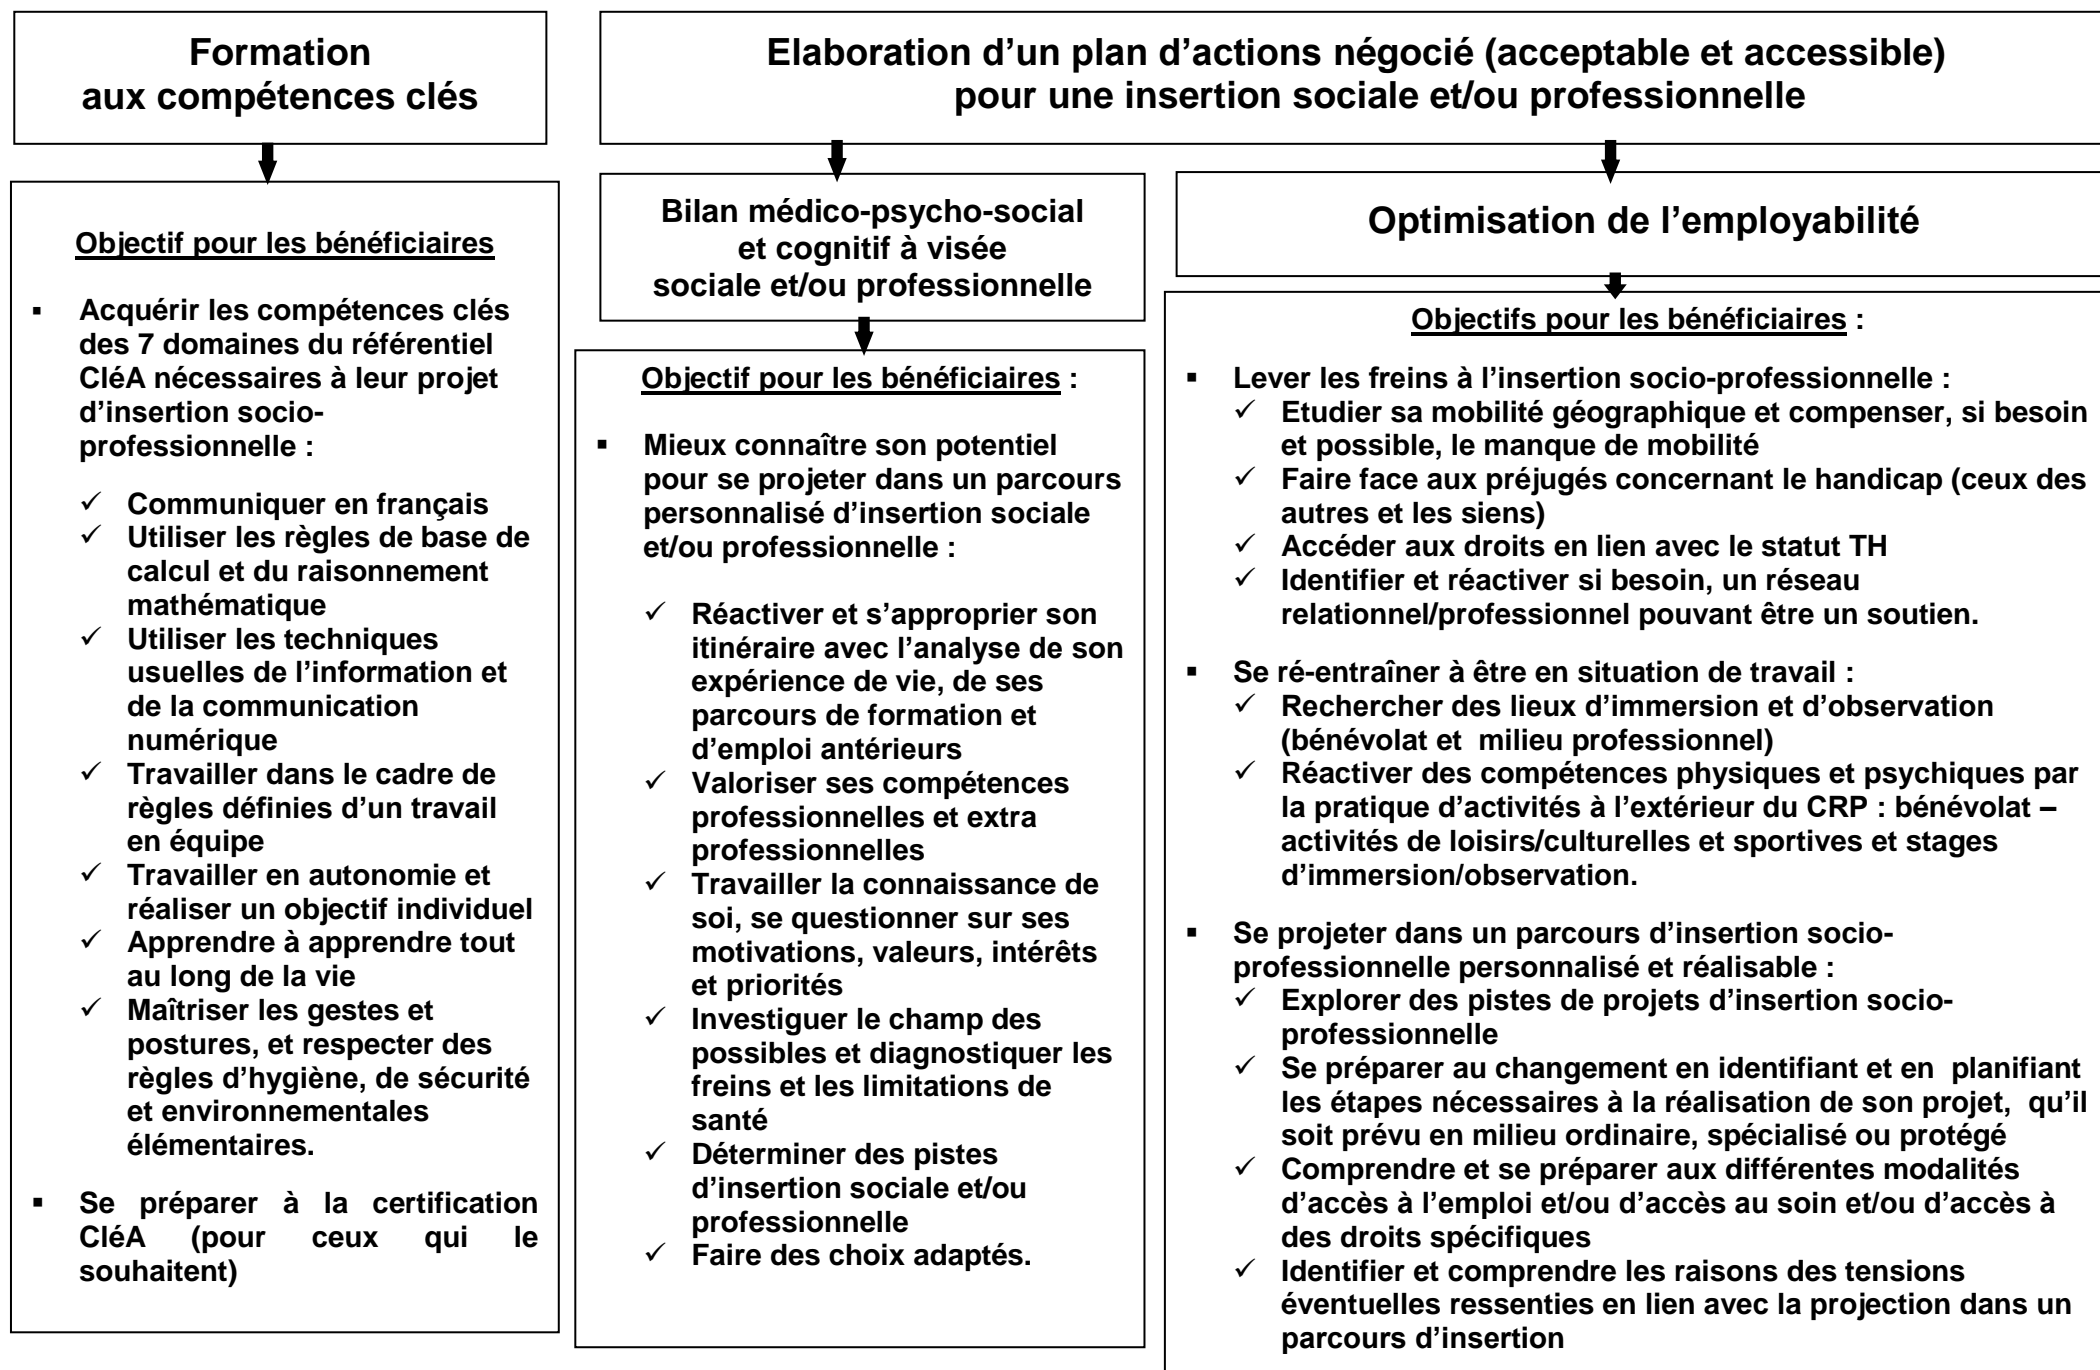 Formation
aux compétences clés
Elaboration d’un plan d’actions négocié (acceptable et accessible)
pour une insertion sociale et/ou professionnelle
Objectif pour les bénéficiaires
▪ Acquérir les compétences clés
des 7 domaines du référentiel
CléA nécessaires à leur projet
d’insertion socio-
professionnelle :
✓ Communiquer en français
✓ Utiliser les règles de base de
calcul et du raisonnement
mathématique
✓ Utiliser les techniques
usuelles de l’information et
de la communication
numérique
✓ Travailler dans le cadre de
règles définies d’un travail
en équipe
✓ Travailler en autonomie et
réaliser un objectif individuel
✓ Apprendre à apprendre tout
au long de la vie
✓ Maîtriser les gestes et
postures, et respecter des
règles d’hygiène, de sécurité
et environnementales
élémentaires.
▪ Se préparer à la certification
CléA (pour ceux qui le
souhaitent)
Bilan médico-psycho-social
et cognitif à visée
sociale et/ou professionnelle
Objectif pour les bénéficiaires :
▪ Mieux connaître son potentiel
pour se projeter dans un parcours
personnalisé d’insertion sociale
et/ou professionnelle :
✓ Réactiver et s’approprier son
itinéraire avec l’analyse de son
expérience de vie, de ses
parcours de formation et
d’emploi antérieurs
✓ Valoriser ses compétences
professionnelles et extra
professionnelles
✓ Travailler la connaissance de
soi, se questionner sur ses
motivations, valeurs, intérêts
et priorités
✓ Investiguer le champ des
possibles et diagnostiquer les
freins et les limitations de
santé
✓ Déterminer des pistes
d’insertion sociale et/ou
professionnelle
✓ Faire des choix adaptés.
Optimisation de l’employabilité
Objectifs pour les bénéficiaires :
▪ Lever les freins à l’insertion socio-professionnelle :
✓ Etudier sa mobilité géographique et compenser, si besoin
et possible, le manque de mobilité
✓ Faire face aux préjugés concernant le handicap (ceux des
autres et les siens)
✓ Accéder aux droits en lien avec le statut TH
✓ Identifier et réactiver si besoin, un réseau
relationnel/professionnel pouvant être un soutien.
▪ Se ré-entraîner à être en situation de travail :
✓ Rechercher des lieux d’immersion et d’observation
(bénévolat et milieu professionnel)
✓ Réactiver des compétences physiques et psychiques par
la pratique d’activités à l’extérieur du CRP : bénévolat –
activités de loisirs/culturelles et sportives et stages
d’immersion/observation.
▪ Se projeter dans un parcours d’insertion socio-
professionnelle personnalisé et réalisable :
✓ Explorer des pistes de projets d’insertion socio-
professionnelle
✓ Se préparer au changement en identifiant et en planifiant
les étapes nécessaires à la réalisation de son projet, qu’il
soit prévu en milieu ordinaire, spécialisé ou protégé
✓ Comprendre et se préparer aux différentes modalités
d’accès à l’emploi et/ou d’accès au soin et/ou d’accès à
des droits spécifiques
✓ Identifier et comprendre les raisons des tensions
éventuelles ressenties en lien avec la projection dans un
parcours d’insertion